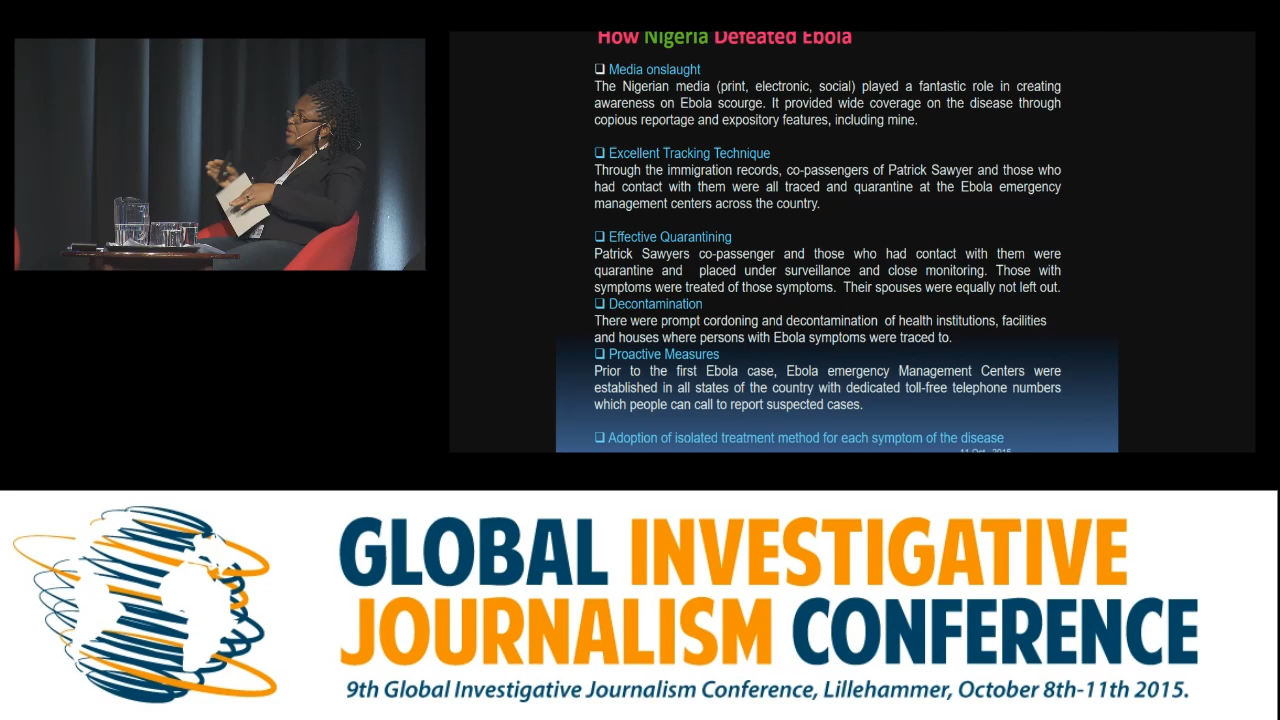 How Nigeria Defeated Ebola
Media onslaught
The Nigerian media (print, electronic, social) played a fantastic role in creating
awareness on Ebola scourge. It provided wide coverage on the disease through
copious reportage and expository features, including mine.
Excellent Tracking Technique
Through the immigration records, co-passengers of Patrick Sawyer and those who
had contact with them were all traced and quarantine at the Ebola emergency
management centers across the country.
Effective Quarantining
Patrick Sawyers co-passenger and those who had contact with them were
quarantine and placed under surveillance and close monitoring. Those with
symptoms were treated of those symptoms. Their spouses were equally not left out.
Decontamination
There were prompt cordoning and decontamination of health institutions, facilities
and houses where persons with Ebola symptoms were traced to.
Proactive Measures
Prior to the first Ebola case, Ebola emergency Management Centers were
established in all states of the country with dedicated toll-free telephone numbers
which people can call to report suspected cases.
Adoption of isolated treatment method for each symptom of the disease
11 Oct., 2015
GLOBAL INVESTIGATIVE
JOURNALISM CONFERENCE
9th Global Investigative Journalism Conference, Lillehammer, October 8th-11th 2015.